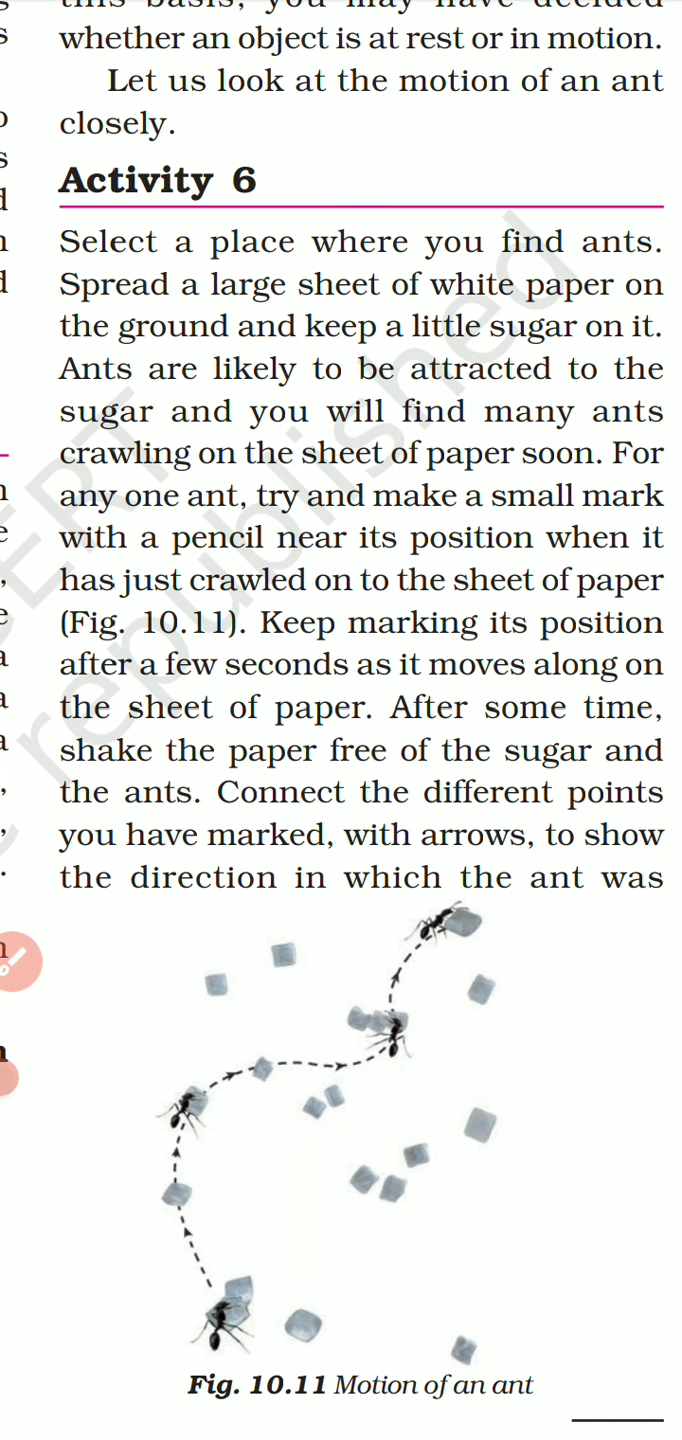 this basis, you may have decided
whether an object is at rest or in motion.
Let us look at the motion of an ant
closely.
Activity 6
Select a place where you find ants.
Spread a large sheet of white paper on
the ground and keep a little sugar on it.
Ants are likely to be attracted to the
sugar and you will find many ants
crawling on the sheet of paper soon. For
any one ant, try and make a small mark
with a pencil near its position when it
has just crawled on to the sheet of paper
(Fig. 10.11). Keep marking its position
after a few seconds as it moves along on
the sheet of paper. After some time,
shake the paper free of the sugar and
the ants. Connect the different points
you have marked, with arrows, to show
the direction in which the ant was
Fig. 10.11 Motion of an ant
republished